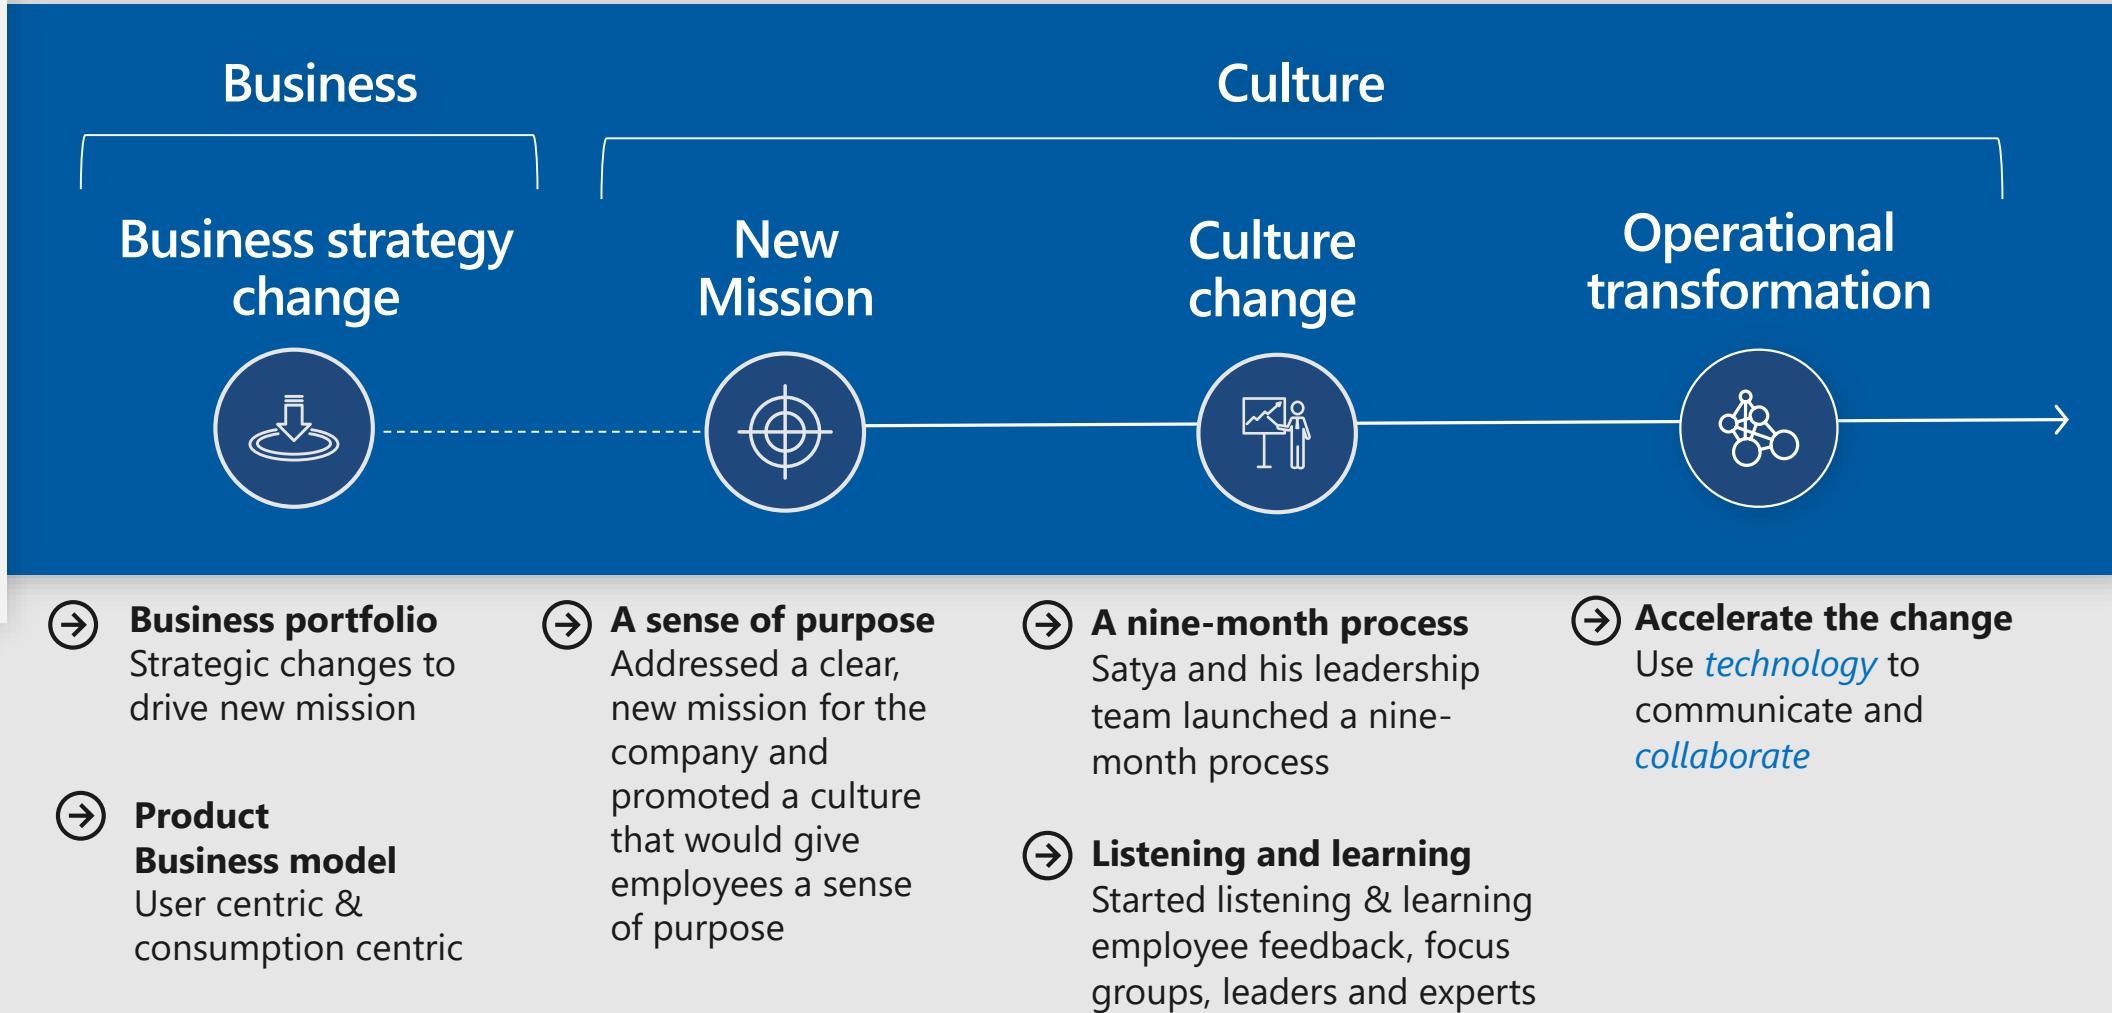 Business
Culture
Business strategy
change
New
Mission
Culture
change
Operational
transformation
Business portfolio
Strategic changes to
drive new mission
Product
Business model
User centric &
consumption centric
A sense of purpose
Addressed a clear,
new mission for the
company and
promoted a culture
that would give
employees a sense
of purpose
A nine-month process
Satya and his leadership
team launched a nine-
month process
Listening and learning
Started listening & learning
employee feedback, focus
groups, leaders and experts
Accelerate the change
Use technology to
communicate and
collaborate